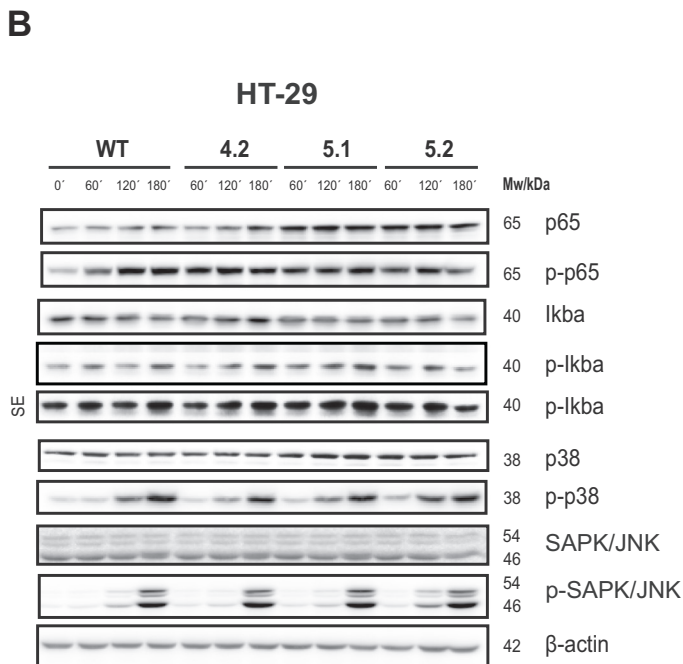 B
HT-29
WT 4.2 5.1 5.2
0´ 60´ 120´ 180´ 60´ 120´ 180´ 60´ 120´ 180´ 60´ 120´ 180´ Mw/kDa
65 p65
65 p-p65
40 Ikba
40 p-Ikba
SE 40 p-Ikba
38 p38
38 p-p38
54
46 SAPK/JNK
54
46 p-SAPK/JNK
42 β-actin